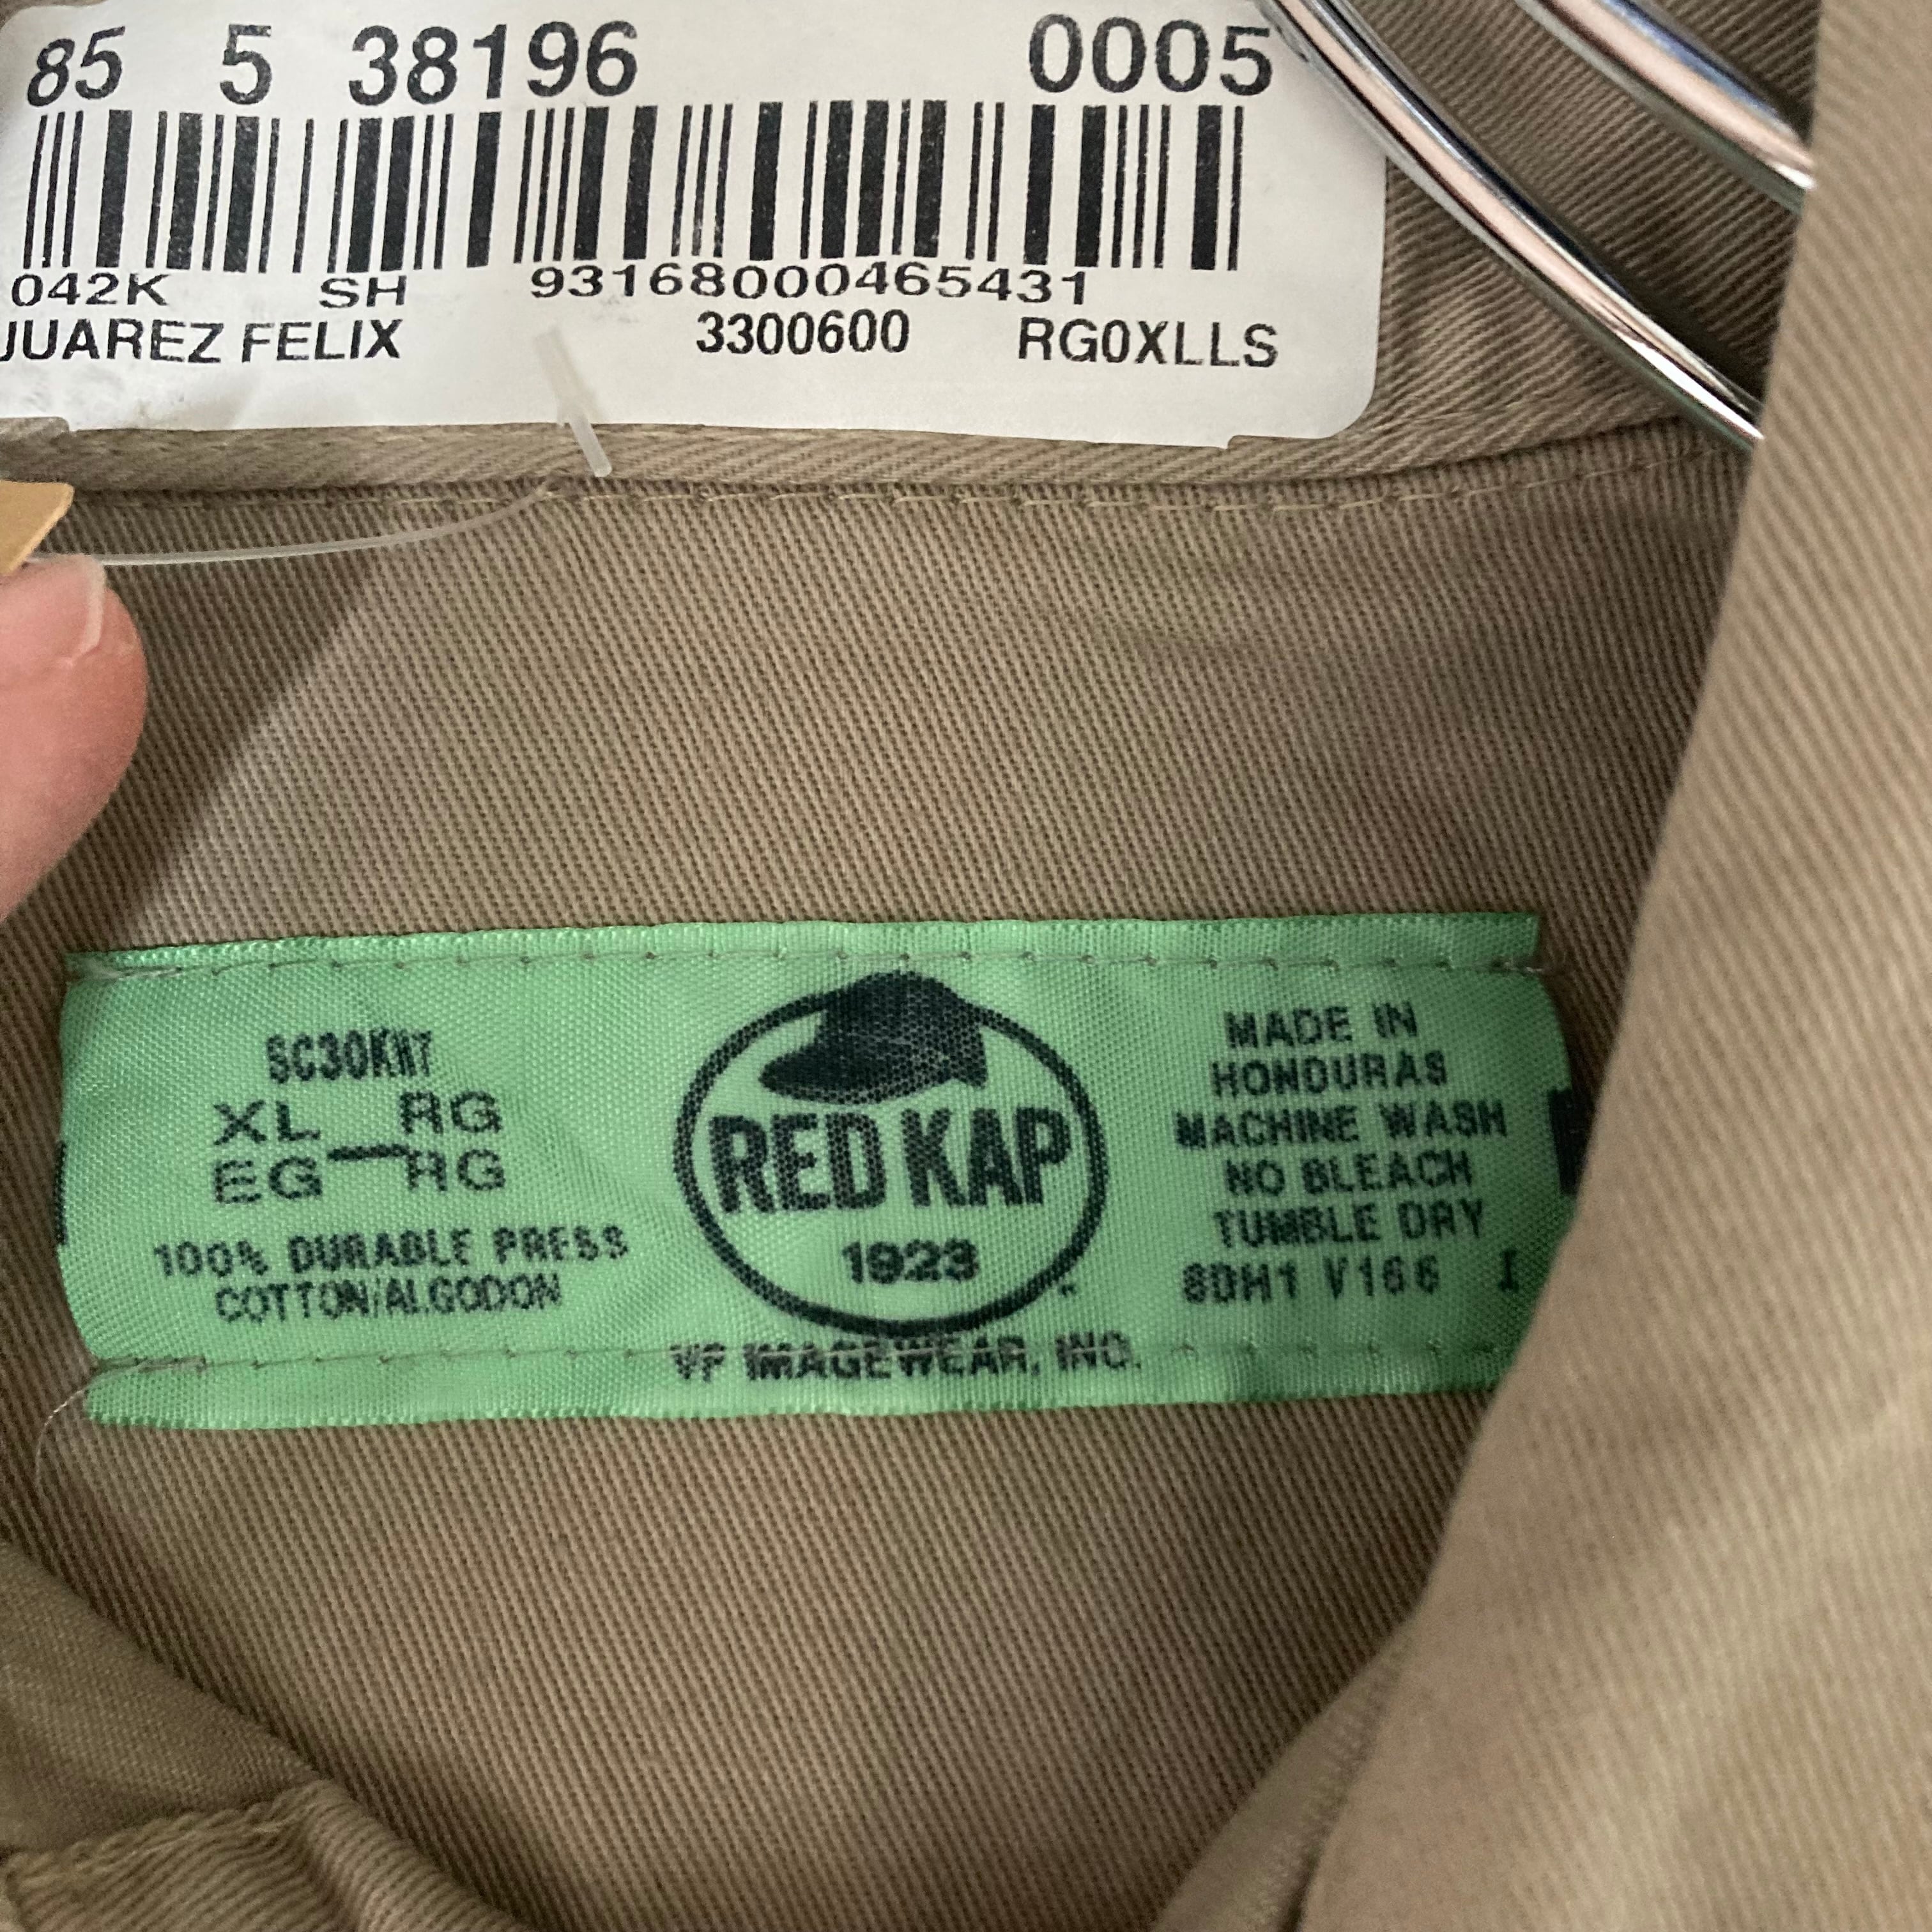 85 5 38196 0005
042K SH 93168000465431
JUAREZ FELIX 3300600 RG0XLLS
SC30KHT
XL RG
EG RG
100% DURABLE PRESS
COTTON/ALGODON
RED KAP
1923
VF IMAGEWEAR, INC.
MADE IN
HONDURAS
MACHINE WASH
NO BLEACH
TUMBLE DRY
8DH1 V166 I